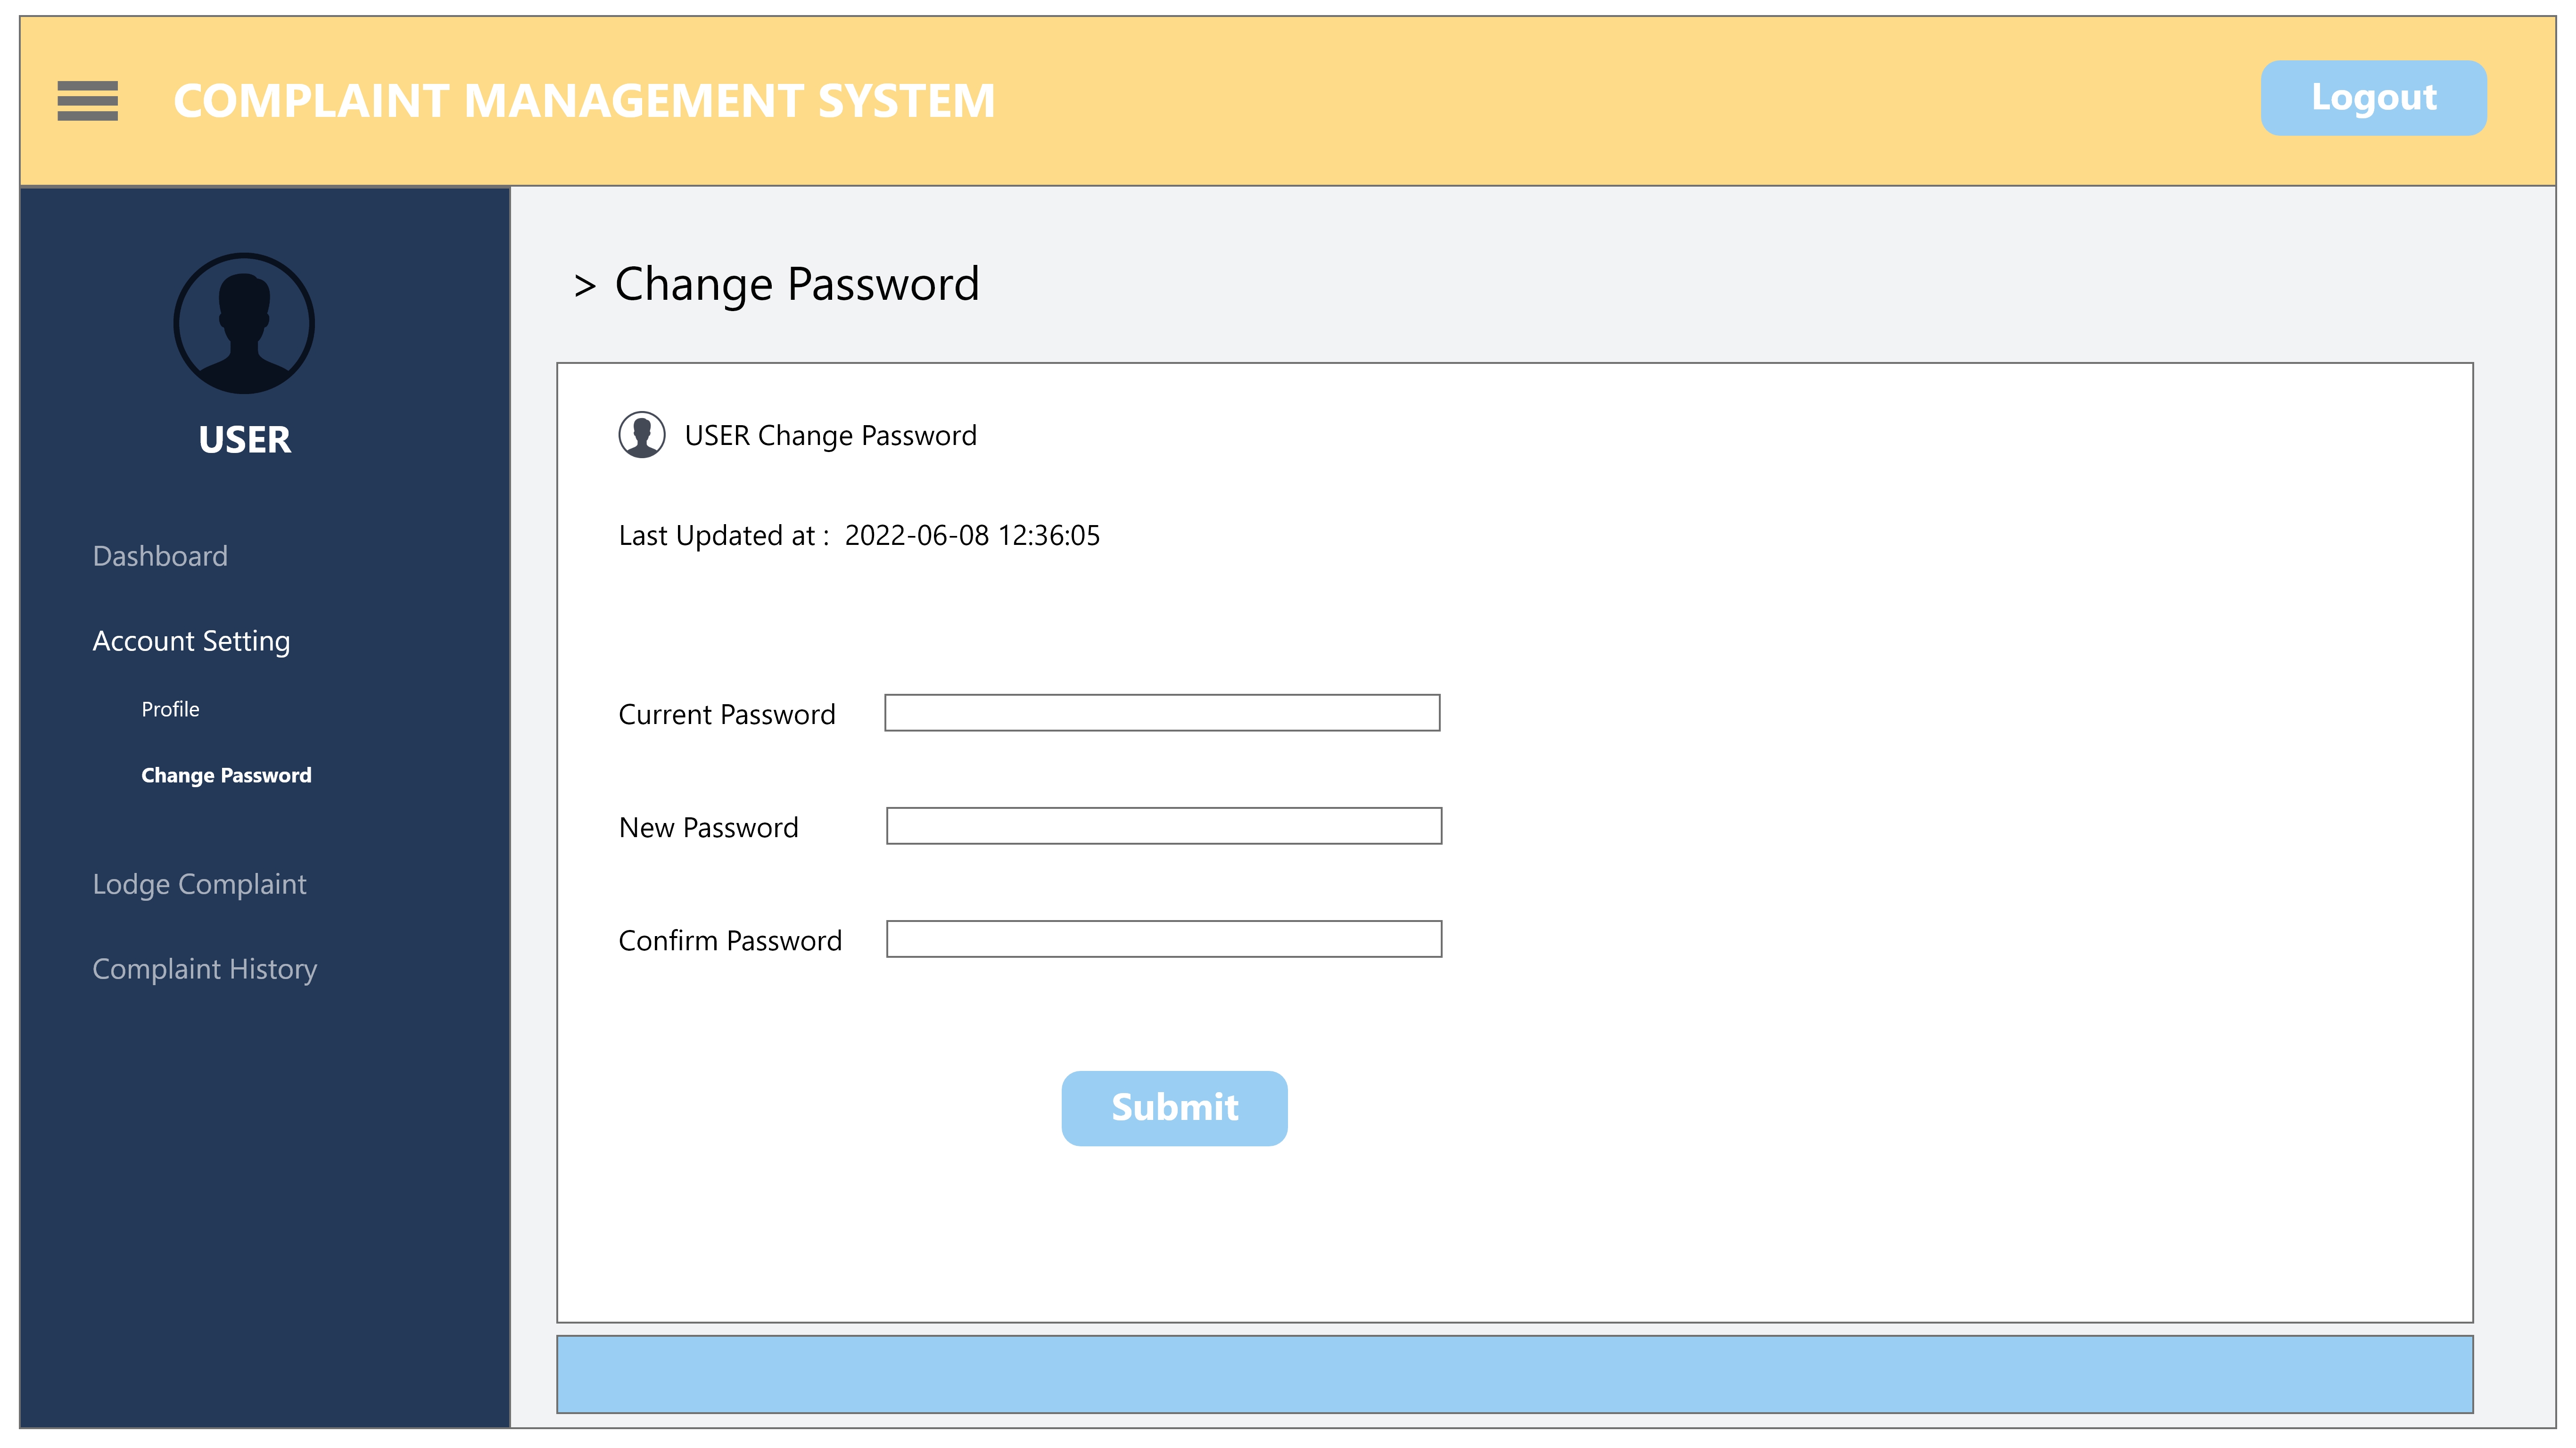 COMPLAINT MANAGEMENT SYSTEM
Logout
USER
Dashboard
Account Setting
Profile
Change Password
Lodge Complaint
Complaint History
> Change Password
USER Change Password
Last Updated at : 2022-06-08 12:36:05
Current Password
New Password
Confirm Password
Submit